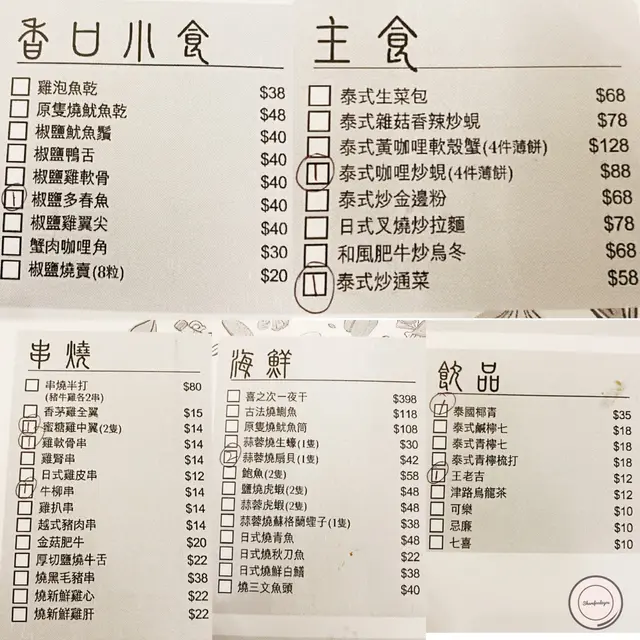 香口小食
雞泡魚乾 $38
原隻燒魷魚乾 $48
椒鹽魷魚鬚 $40
椒鹽鴨舌 $40
椒鹽雞軟骨 $40
椒鹽多春魚 $40
椒鹽雞翼尖 $40
蟹肉咖哩角 $30
椒鹽燒賣(8粒) $20
主食
泰式生菜包 $68
泰式雜菇香辣炒蜆 $78
泰式黃咖哩軟殼蟹(4件薄餅) $128
泰式咖哩炒蜆(4件薄餅) $88
泰式炒金邊粉 $68
日式叉燒炒拉麵 $78
和風肥牛炒烏冬 $68
泰式炒通菜 $58
串燒
串燒半打 $80
(豬牛雞各2串)
香茅雞全翼 $15
蜜糖雞中翼(2隻) $14
雞軟骨串 $14
雞腎串 $14
日式雞皮串 $12
牛柳串 $14
雞扒串 $14
越式豬肉串 $14
金菇肥牛 $20
厚切鹽燒牛舌 $22
燒黑毛豬串 $38
燒新鮮雞心 $22
燒新鮮雞肝 $22
海鮮
喜之次一夜干 $398
古法燒鯽魚 $118
原隻燒魷魚筒 $108
蒜蓉燒生蠔(1隻) $30
蒜蓉燒扇貝(1隻) $42
鮑魚(2隻) $58
鹽燒虎蝦(2隻) $48
蒜蓉虎蝦(2隻) $48
蒜蓉燒蘇格蘭蟶子(1隻) $38
日式燒青魚 $48
日式燒秋刀魚 $22
日式燒鮮白鱔 $38
燒三文魚頭 $40
飲品
泰國椰青 $35
泰式鹹檸七 $18
泰式青檸七 $18
泰式青檸梳打 $18
王老吉 $12
津路烏龍茶 $12
可樂 $10
忌廉 $10
七喜 $10